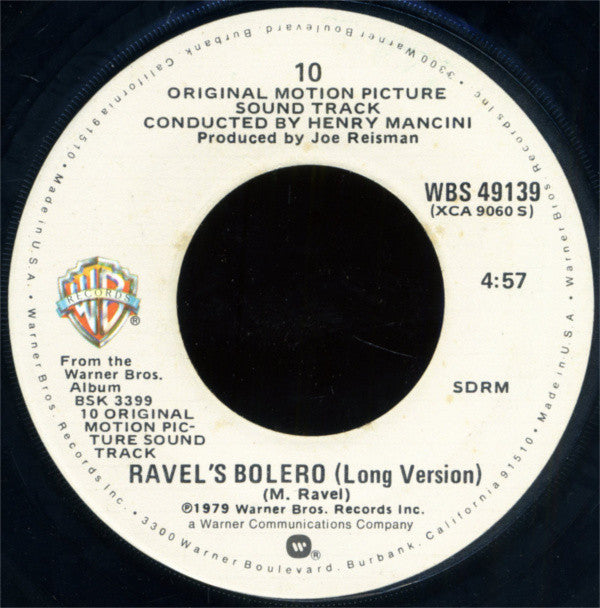 10
ORIGINAL MOTION PICTURE
SOUND TRACK
CONDUCTED BY HENRY MANCINI
Produced by Joe Reisman
WBS 49139
(XCA 9060 S)
4:57
SDRM
WB
RECORDS
®
From the
Warner Bros.
Album
BSK 3399
10 ORIGINAL
MOTION PIC-
TURE SOUND
TRACK
RAVEL'S BOLERO (Long Version)
(M. Ravel)
℗1979 Warner Bros. Records Inc.
a Warner Communications Company
W ®
Warner Bros. Records Inc. • 3300 Warner Boulevard, Burbank, California 91510 • Made in U.S.A. • Warner Bros. Records Inc. • 3300 Warner Boulevard, Burbank, California 91510 • Made in U.S.A. •